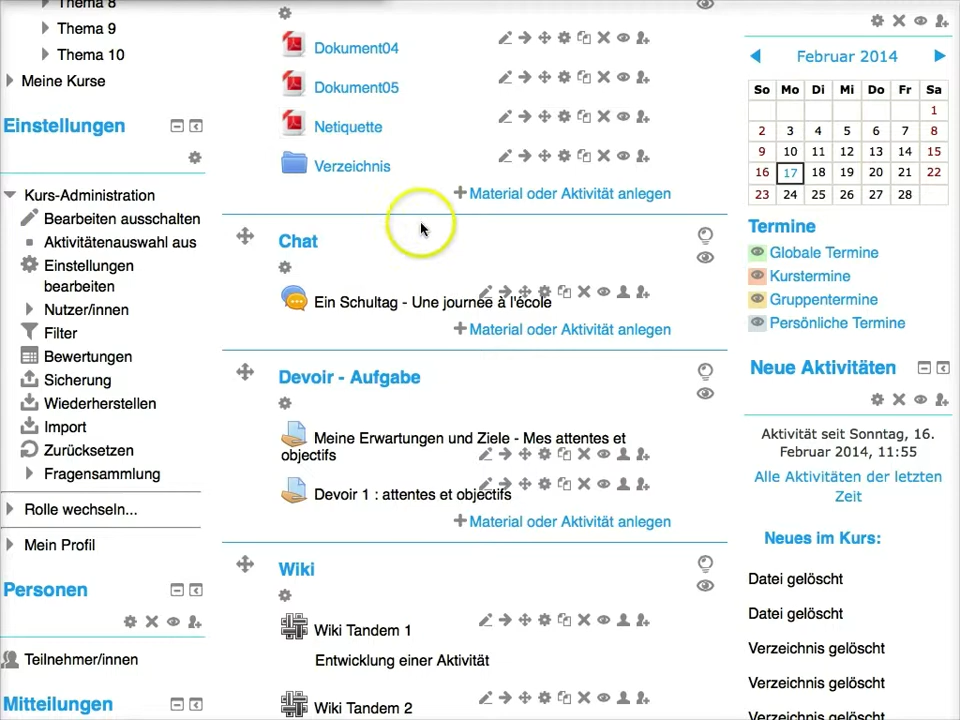 Thema 8
Thema 9
Thema 10
Meine Kurse
Einstellungen
Kurs-Administration
Bearbeiten ausschalten
Aktivitätenauswahl aus
Einstellungen
bearbeiten
Nutzer/innen
Filter
Bewertungen
Sicherung
Wiederherstellen
Import
Zurücksetzen
Fragensammlung
Rolle wechseln...
Mein Profil
Personen
Teilnehmer/innen
Mitteilungen
Dokument04
Dokument05
Netiquette
Verzeichnis
Material oder Aktivität anlegen
Chat
Ein Schultag - Une journée à l'école
Material oder Aktivität anlegen
Devoir - Aufgabe
Meine Erwartungen und Ziele - Mes attentes et
objectifs
Devoir 1 : attentes et objectifs
Material oder Aktivität anlegen
Wiki
Wiki Tandem 1
Entwicklung einer Aktivität
Wiki Tandem 2
Februar 2014
So Mo Di Mi Do Fr Sa
1
2 3 4 5 6 7 8
9 10 11 12 13 14 15
16 17 18 19 20 21 22
23 24 25 26 27 28
Termine
Globale Termine
Kurstermine
Gruppentermine
Persönliche Termine
Neue Aktivitäten
Aktivität seit Sonntag, 16.
Februar 2014, 11:55
Alle Aktivitäten der letzten
Zeit
Neues im Kurs:
Datei gelöscht
Datei gelöscht
Verzeichnis gelöscht
Verzeichnis gelöscht
Verzeichnis gelöscht